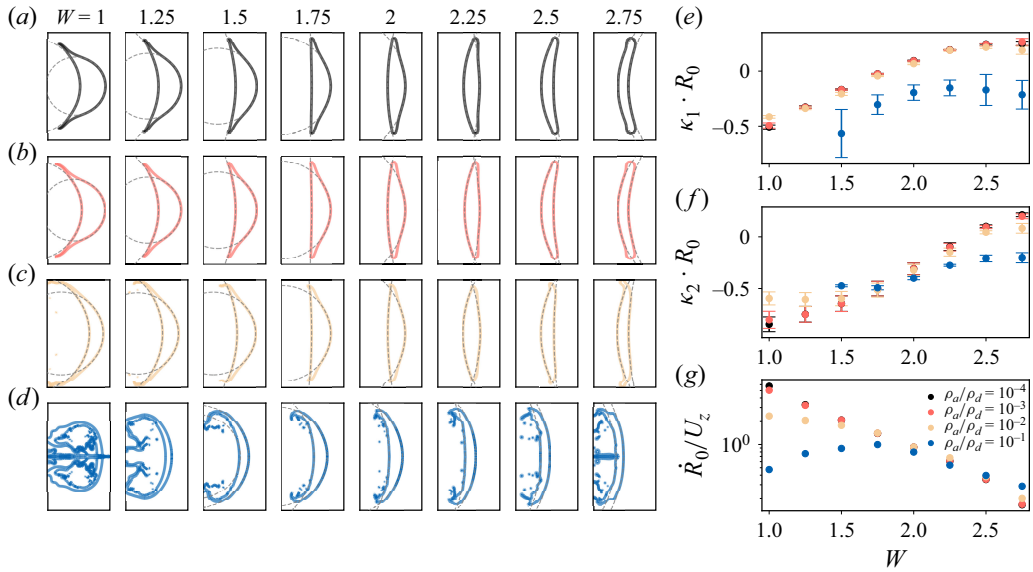 (a) W = 1 1.25 1.5 1.75 2 2.25 2.5 2.75
(b)
(c)
(d)
(e)
κ1 · R0
0
−0.5
1.0 1.5 2.0 2.5
(f)
κ2 · R0
0
−0.5
1.0 1.5 2.0 2.5
(g)
Ṙ0/Uz
10^0
ρa/ρd = 10^−4
ρa/ρd = 10^−3
ρa/ρd = 10^−2
ρa/ρd = 10^−1
1.0 1.5 2.0 2.5
W